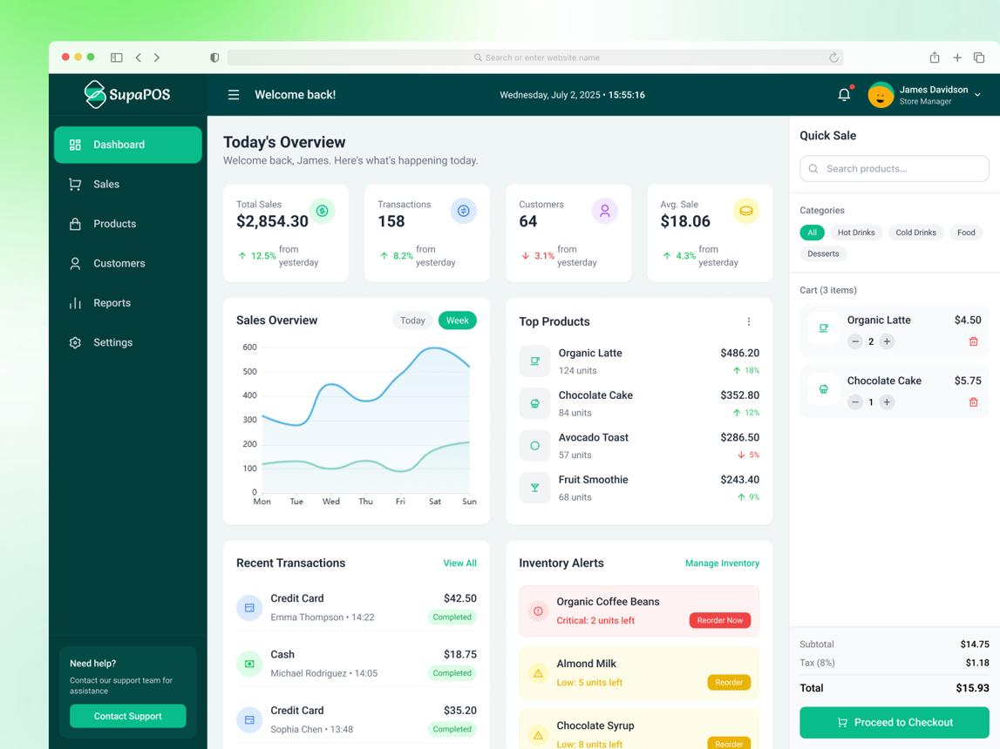 Search or enter website name
SupaPOS
Welcome back!
Wednesday, July 2, 2025 • 15:55:16
James Davidson
Store Manager
Dashboard
Sales
Products
Customers
Reports
Settings
Need help?
Contact our support team for
assistance
Contact Support
Today's Overview
Welcome back, James. Here's what's happening today.
Total Sales
$2,854.30
12.5% from
yesterday
Transactions
158
8.2% from
yesterday
Customers
64
3.1% from
yesterday
Avg. Sale
$18.06
4.3% from
yesterday
Sales Overview
Today Week
600
500
400
300
200
100
0
Mon Tue Wed Thu Fri Sat Sun
Top Products
Organic Latte $486.20
124 units 18%
Chocolate Cake $352.80
84 units 12%
Avocado Toast $286.50
57 units 5%
Fruit Smoothie $243.40
68 units 9%
Recent Transactions View All
Credit Card $42.50
Emma Thompson • 14:22 Completed
Cash $18.75
Michael Rodriguez • 14:05 Completed
Credit Card $35.20
Sophia Chen • 13:48 Completed
Inventory Alerts Manage Inventory
Organic Coffee Beans
Critical: 2 units left Reorder Now
Almond Milk
Low: 5 units left Reorder
Chocolate Syrup
Low: 8 units left Reorder
Quick Sale
Search products...
Categories
All Hot Drinks Cold Drinks Food
Desserts
Cart (3 items)
Organic Latte $4.50
2
Chocolate Cake $5.75
1
Subtotal $14.75
Tax (8%) $1.18
Total $15.93
Proceed to Checkout